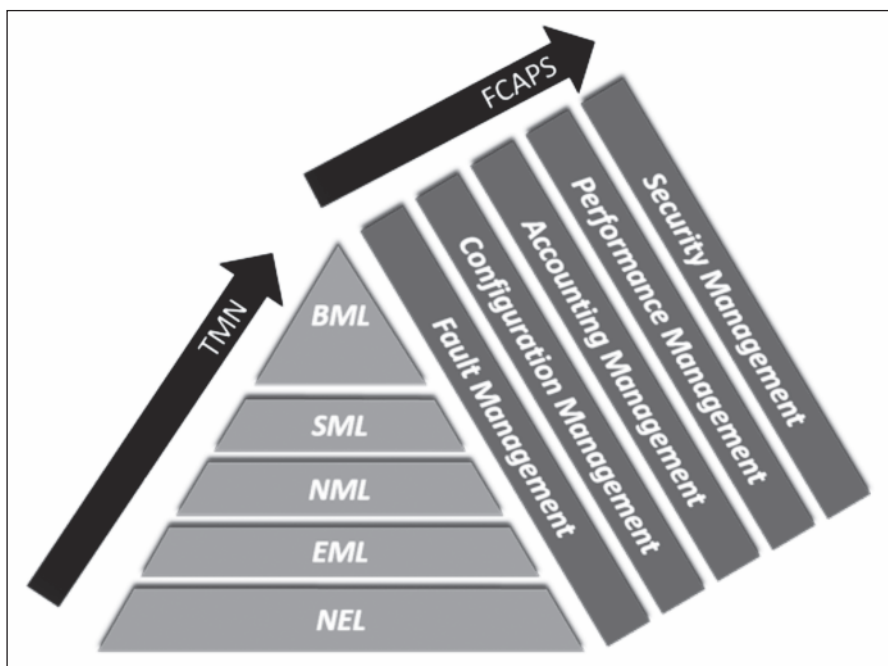 FCAPS
TMN
BML
SML
NML
EML
NEL
Fault Management
Configuration Management
Accounting Management
Performance Management
Security Management